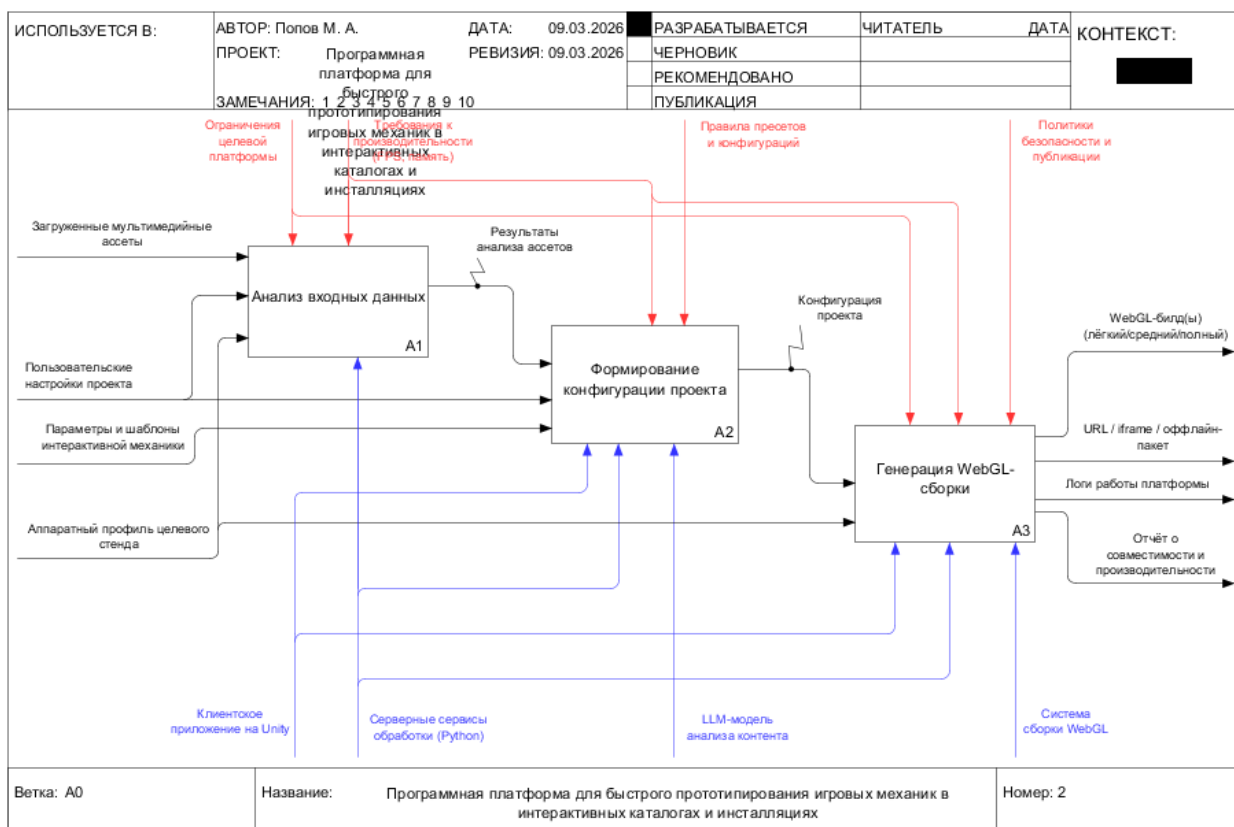 ИСПОЛЬЗУЕТСЯ В:
АВТОР: Попов М. А.
ДАТА: 09.03.2026
ПРОЕКТ: Программная
платформа для
быстрого
прототипирования
игровых механик в
интерактивных
каталогах и
инсталляциях
РЕВИЗИЯ: 09.03.2026
ЗАМЕЧАНИЯ: 1 2 3 4 5 6 7 8 9 10
РАЗРАБАТЫВАЕТСЯ
ЧЕРНОВИК
РЕКОМЕНДОВАНО
ПУБЛИКАЦИЯ
ЧИТАТЕЛЬ
ДАТА
КОНТЕКСТ:
Ограничения
целевой
платформы
Требования к
производительности
(FPS, память)
Правила пресетов
и конфигураций
Политики
безопасности и
публикации
Загруженные мультимедийные
ассеты
Результаты
анализа ассетов
Анализ входных данных
A1
Конфигурация
проекта
WebGL-билд(ы)
(лёгкий/средний/полный)
Пользовательские
настройки проекта
Формирование
конфигурации проекта
A2
Параметры и шаблоны
интерактивной механики
URL / iframe / оффлайн-
пакет
Генерация WebGL-
сборки
A3
Логи работы платформы
Аппаратный профиль целевого
стенда
Отчёт о
совместимости и
производительности
Клиентское
приложение на Unity
Серверные сервисы
обработки (Python)
LLM-модель
анализа контента
Система
сборки WebGL
Ветка: A0
Название: Программная платформа для быстрого прототипирования игровых механик в
интерактивных каталогах и инсталляциях
Номер: 2